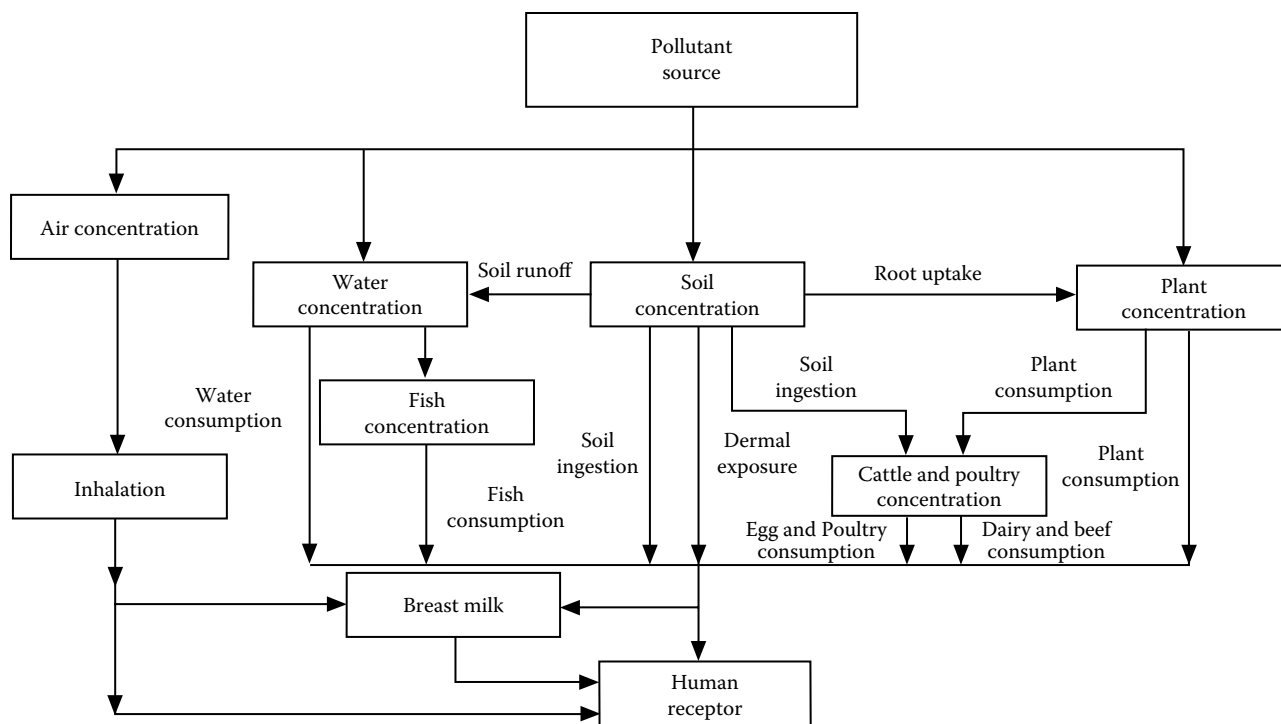 Pollutant
source
Air concentration
Water
concentration
Soil runoff
Soil
concentration
Root uptake
Plant
concentration
Water
consumption
Fish
concentration
Soil
ingestion
Dermal
exposure
Soil
ingestion
Plant
consumption
Plant
consumption
Inhalation
Fish
consumption
Cattle and poultry
concentration
Egg and Poultry
consumption
Dairy and beef
consumption
Breast milk
Human
receptor